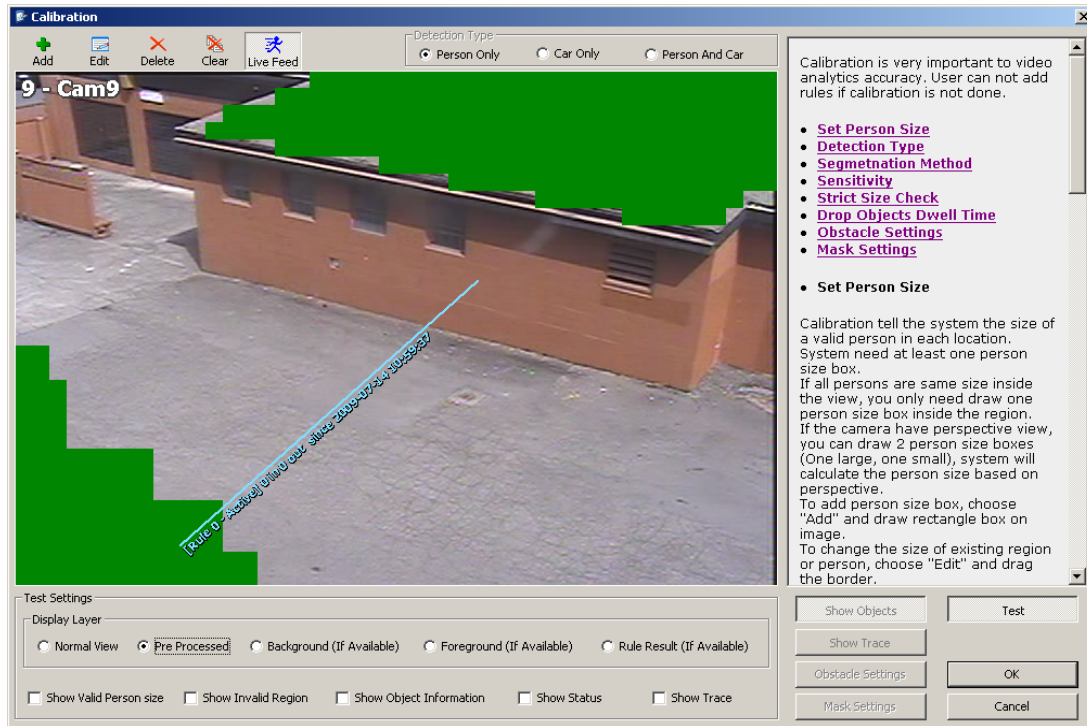 Calibration
Add
Edit
Delete
Clear
Live Feed
Detection Type
Person Only
Car Only
Person And Car
9 - Cam9
[Rule 0 - Active] 0 in 0 out since 2009-07-14 10:59:37
Calibration is very important to video
analytics accuracy. User can not add
rules if calibration is not done.
Set Person Size
Detection Type
Segmetnation Method
Sensitivity
Strict Size Check
Drop Objects Dwell Time
Obstacle Settings
Mask Settings
Set Person Size
Calibration tell the system the size of
a valid person in each location.
System need at least one person
size box.
If all persons are same size inside
the view, you only need draw one
person size box inside the region.
If the camera have perspective view,
you can draw 2 person size boxes
(One large, one small), system will
calculate the person size based on
perspective.
To add person size box, choose
"Add" and draw rectangle box on
image.
To change the size of existing region
or person, choose "Edit" and drag
the border.
Test Settings
Display Layer
Normal View
Pre Processed
Background (If Available)
Foreground (If Available)
Rule Result (If Available)
Show Valid Person size
Show Invalid Region
Show Object Information
Show Status
Show Trace
Show Objects
Test
Show Trace
Obstacle Settings
OK
Mask Settings
Cancel